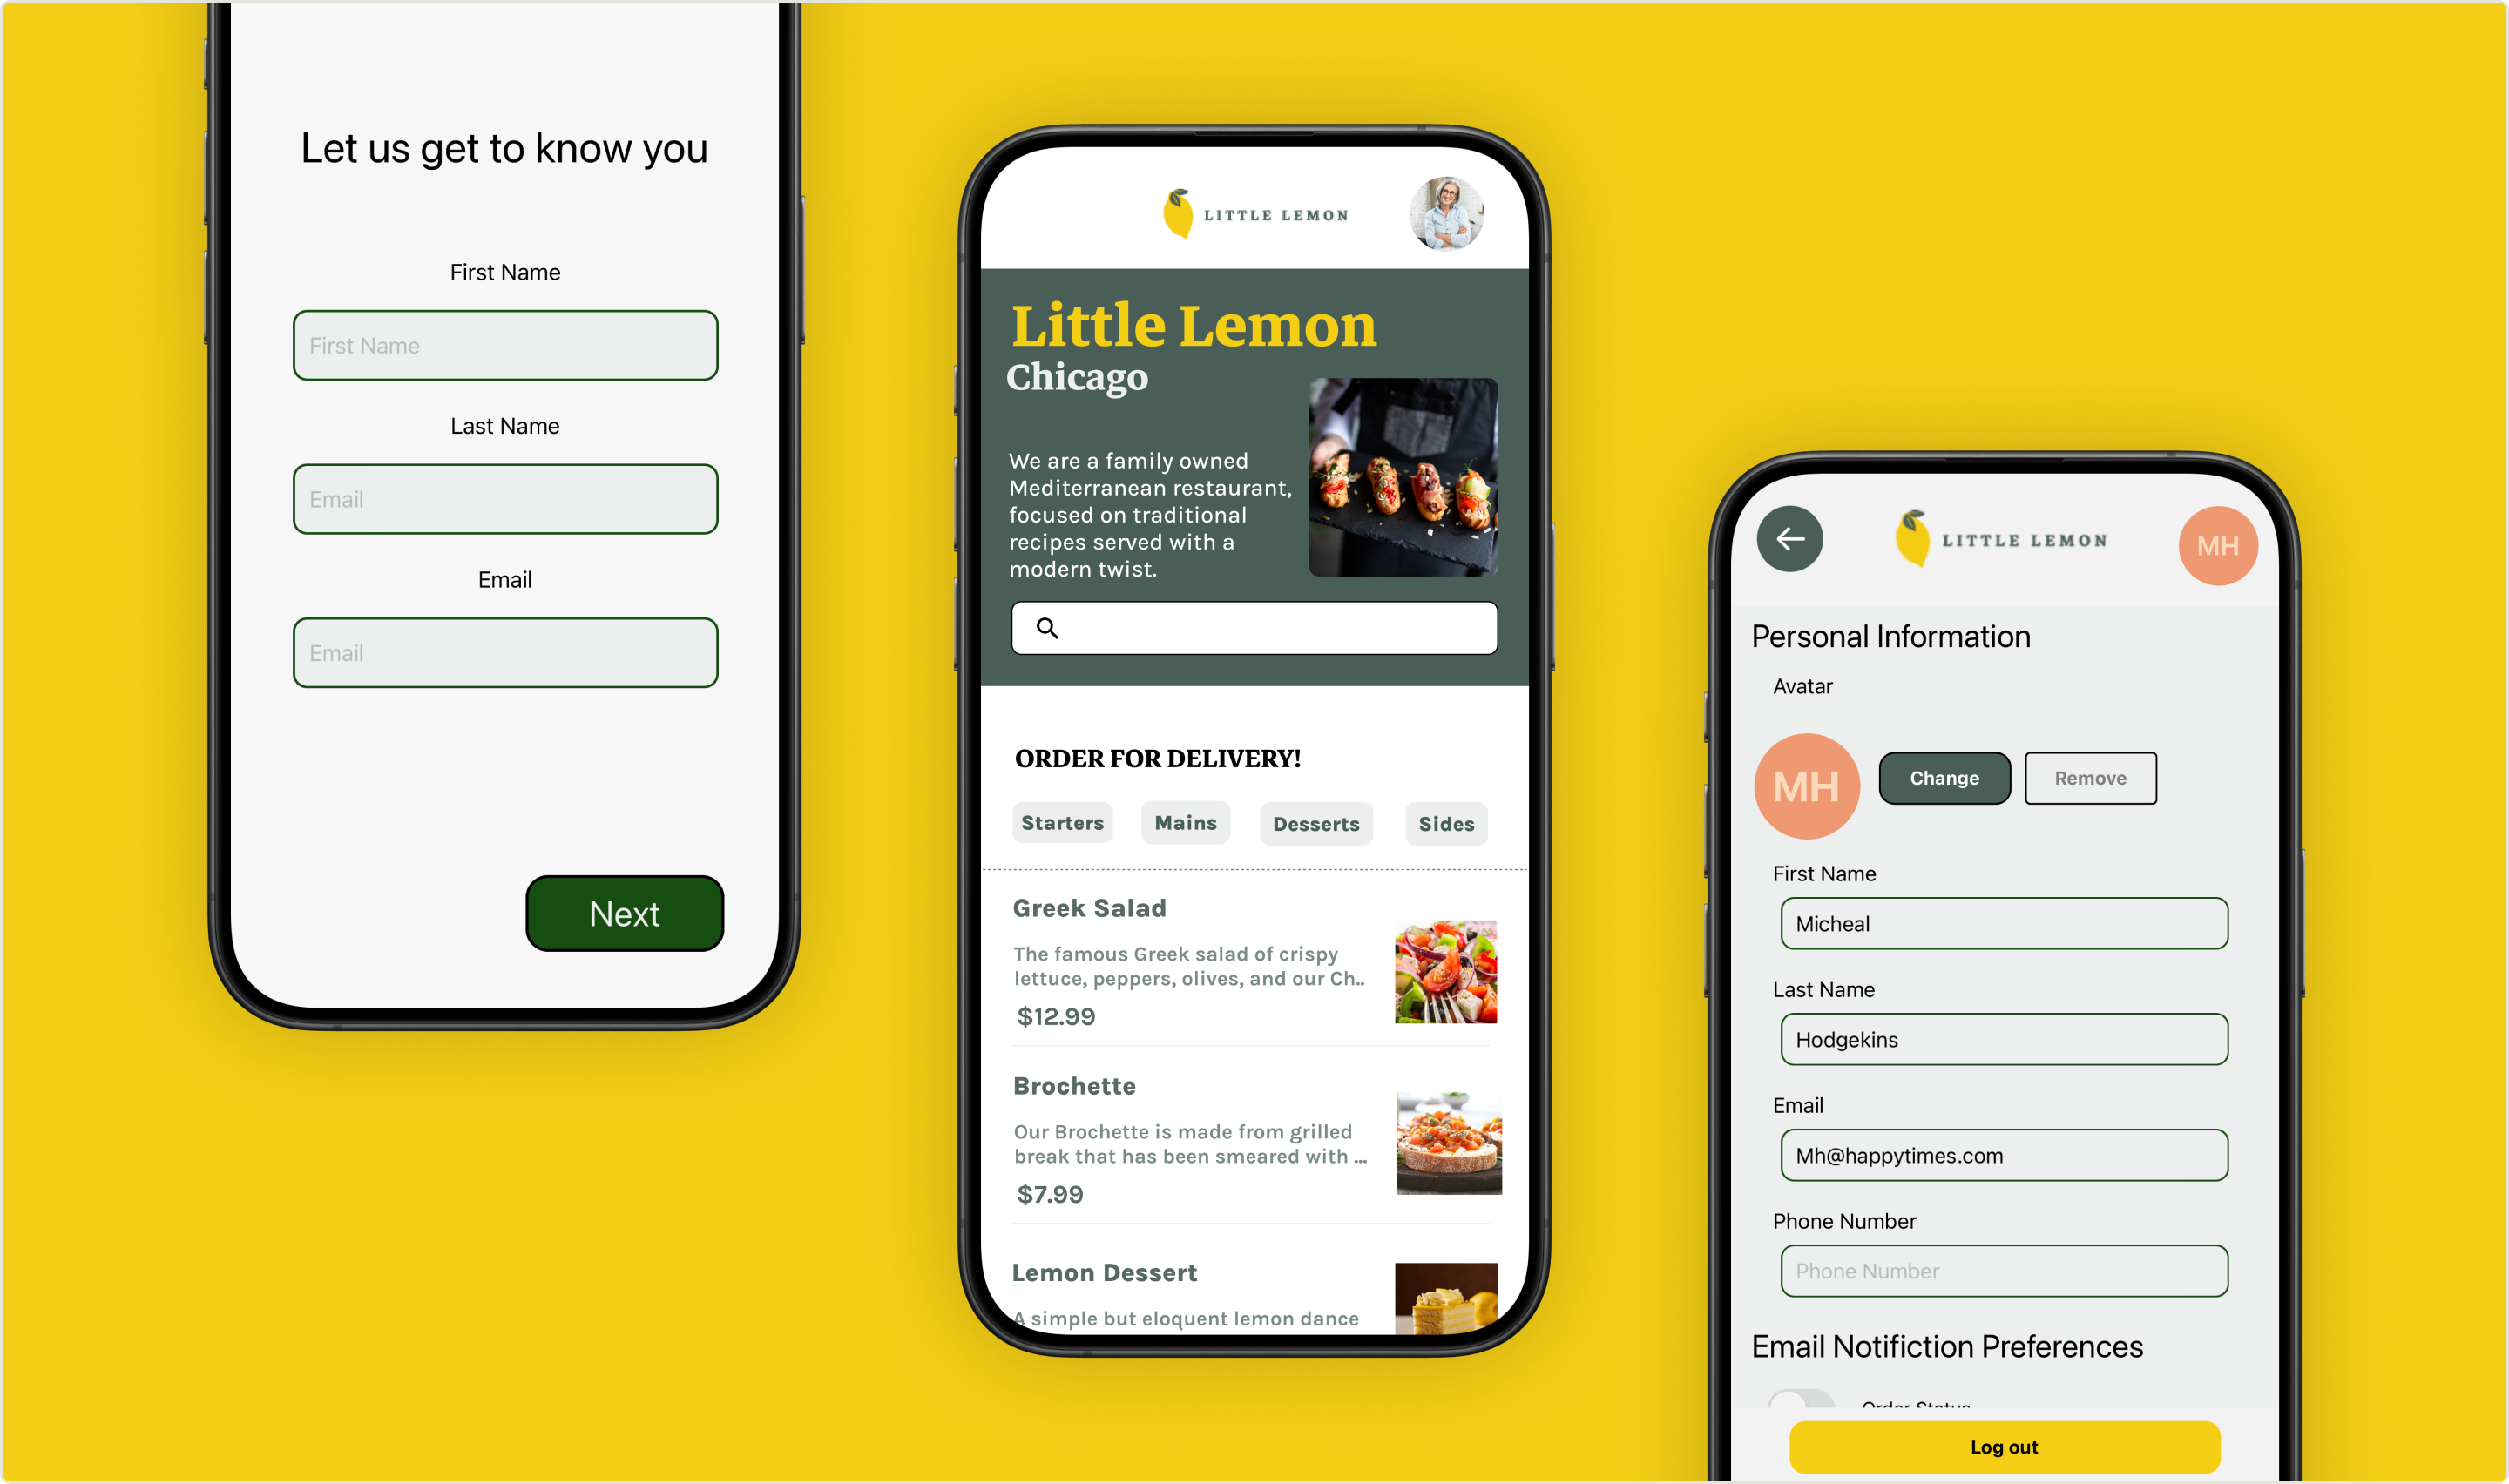 Let us get to know you
First Name
First Name
Last Name
Email
Email
Email
Next
LITTLE LEMON
Little Lemon
Chicago
We are a family owned
Mediterranean restaurant,
focused on traditional
recipes served with a
modern twist.
ORDER FOR DELIVERY!
Starters
Mains
Desserts
Sides
Greek Salad
The famous Greek salad of crispy
lettuce, peppers, olives, and our Ch..
$12.99
Brochette
Our Brochette is made from grilled
break that has been smeared with ...
$7.99
Lemon Dessert
A simple but eloquent lemon dance
LITTLE LEMON
MH
Personal Information
Avatar
MH
Change
Remove
First Name
Micheal
Last Name
Hodgekins
Email
Mh@happytimes.com
Phone Number
Phone Number
Email Notifiction Preferences
Order Status
Log out